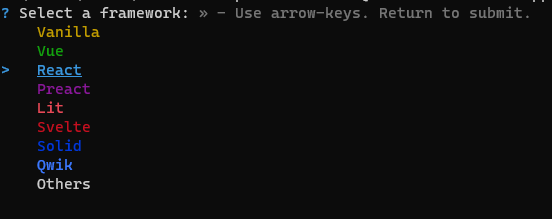 ? Select a framework: » - Use arrow-keys. Return to submit.
Vanilla
Vue
> React
Preact
Lit
Svelte
Solid
Qwik
Others